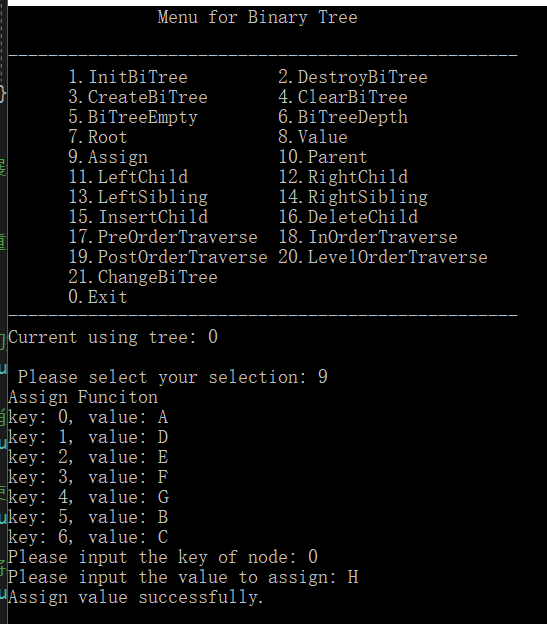 Menu for Binary Tree
---------------------------------------------------
1.InitBiTree 2.DestroyBiTree
3.CreateBiTree 4.ClearBiTree
5.BiTreeEmpty 6.BiTreeDepth
7.Root 8.Value
9.Assign 10.Parent
11.LeftChild 12.RightChild
13.LeftSibling 14.RightSibling
15.InsertChild 16.DeleteChild
17.PreOrderTraverse 18.InOrderTraverse
19.PostOrderTraverse 20.LevelOrderTraverse
21.ChangeBiTree
0.Exit
---------------------------------------------------
Current using tree: 0
Please select your selection: 9
Assign Funciton
key: 0, value: A
key: 1, value: D
key: 2, value: E
key: 3, value: F
key: 4, value: G
key: 5, value: B
key: 6, value: C
Please input the key of node: 0
Please input the value to assign: H
Assign value successfully.